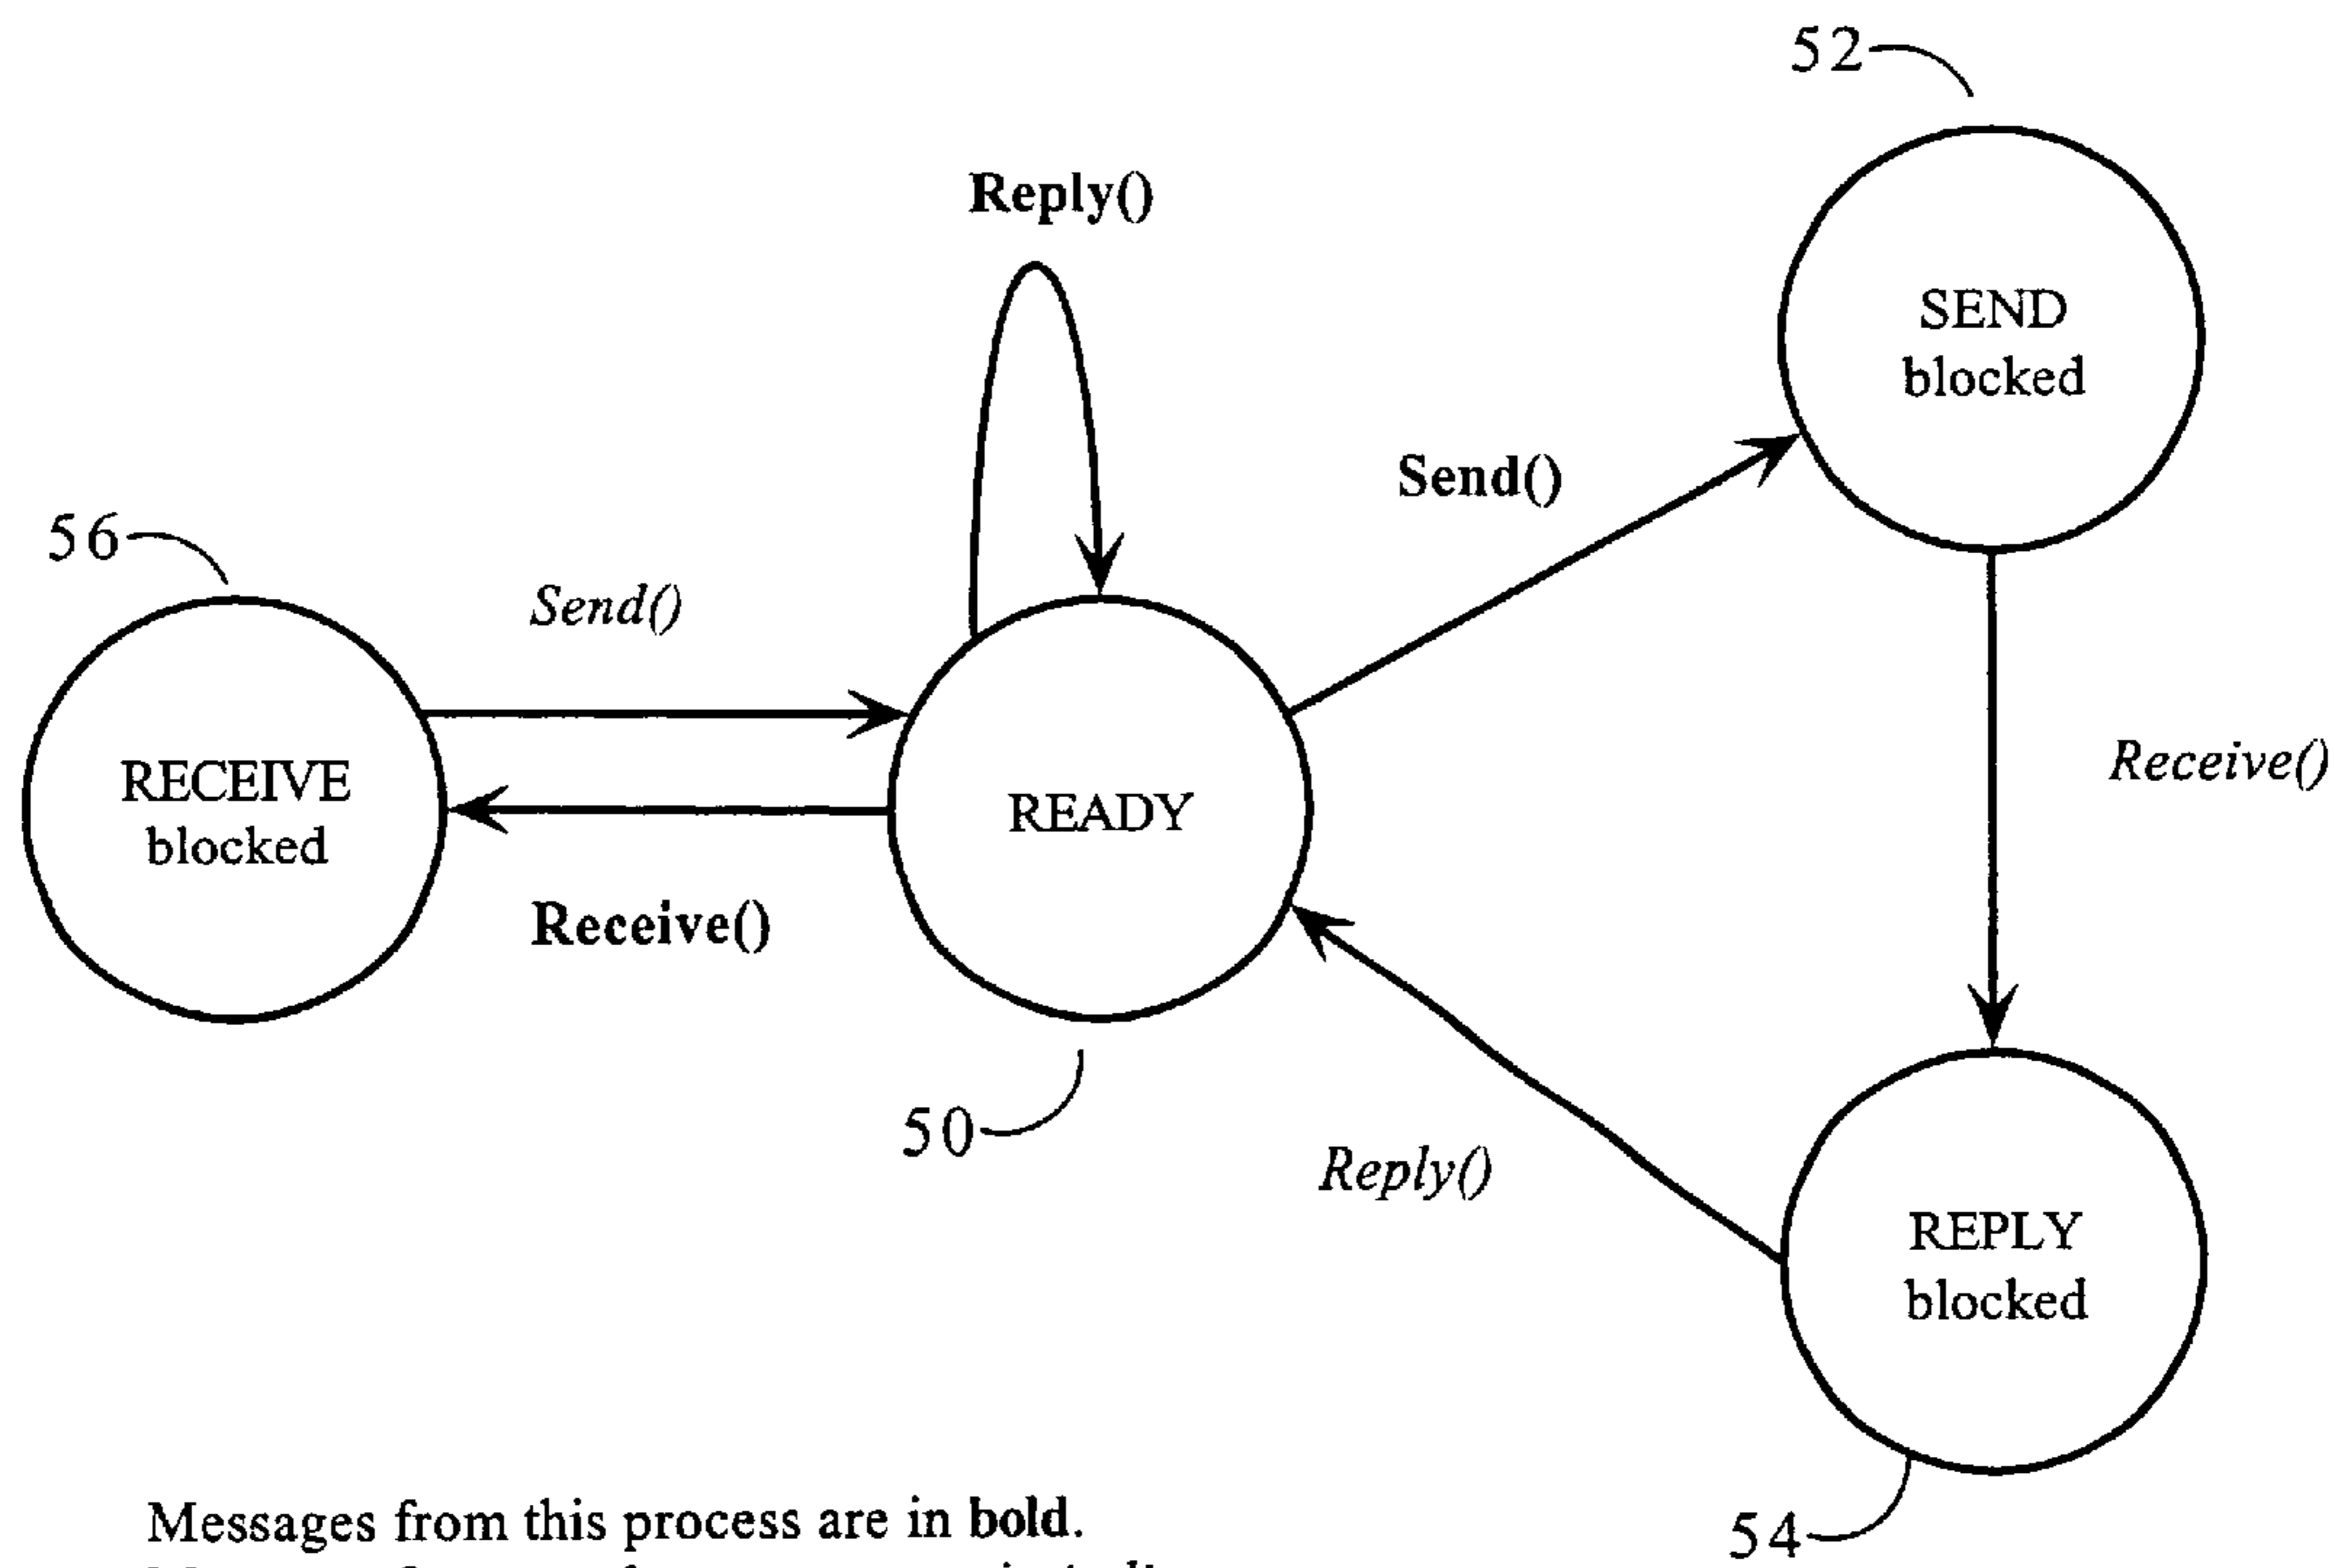 52
Reply()
SEND
blocked
Send()
56
Send()
Receive()
RECEIVE
blocked
READY
Receive()
50
Reply()
REPLY
blocked
54
Messages from this process are in bold.